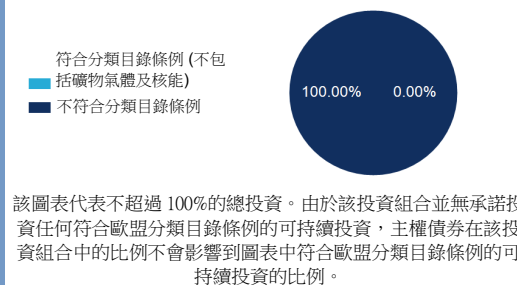 符合分類目錄條例 (不包
括礦物氣體及核能)
不符合分類目錄條例
100.00% 0.00%
該圖表代表不超過 100%的總投資。由於該投資組合並無承諾投
資任何符合歐盟分類目錄條例的可持續投資，主權債券在該投
資組合中的比例不會影響到圖表中符合歐盟分類目錄條例的可
持續投資的比例。